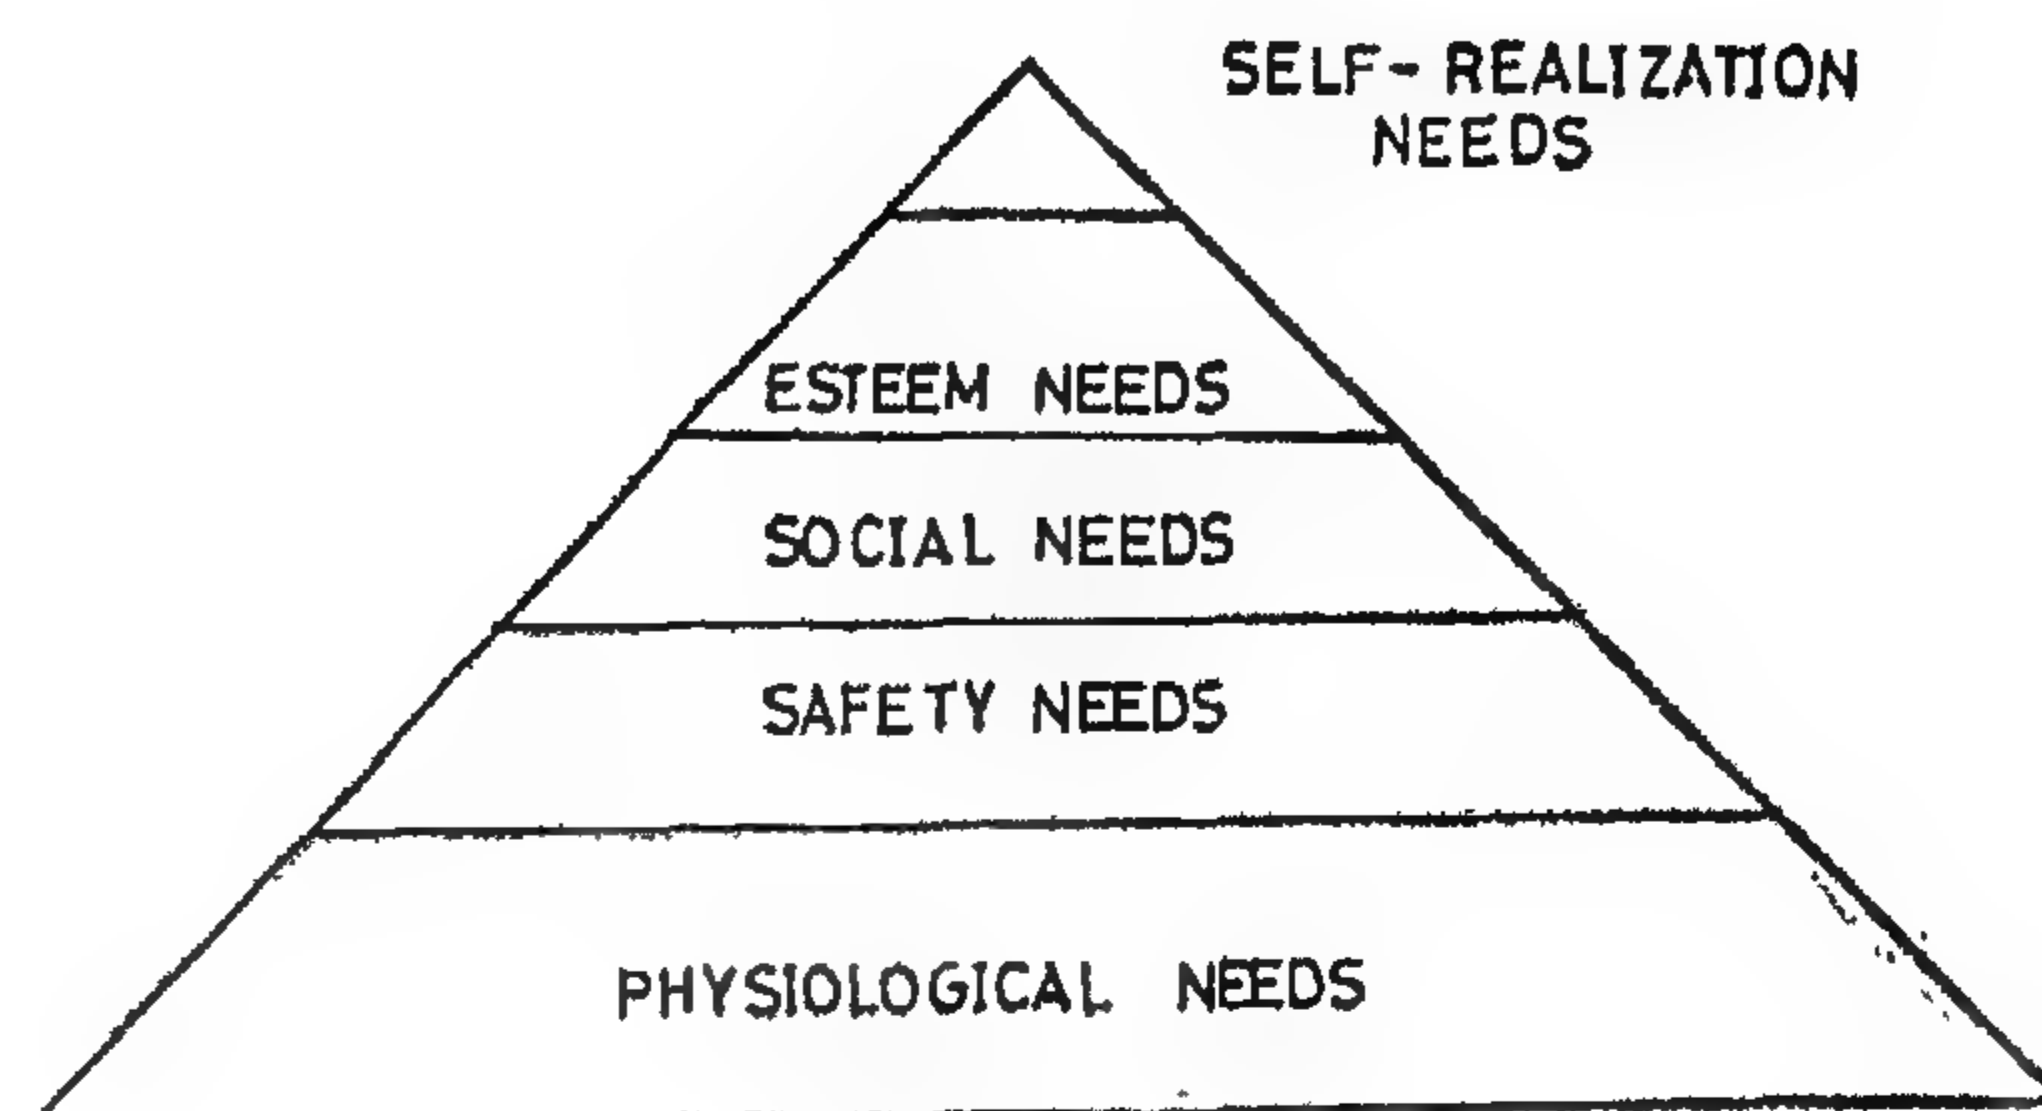 SELF-REALIZATION
NEEDS
ESTEEM NEEDS
SOCIAL NEEDS
SAFETY NEEDS
PHYSIOLOGICAL NEEDS